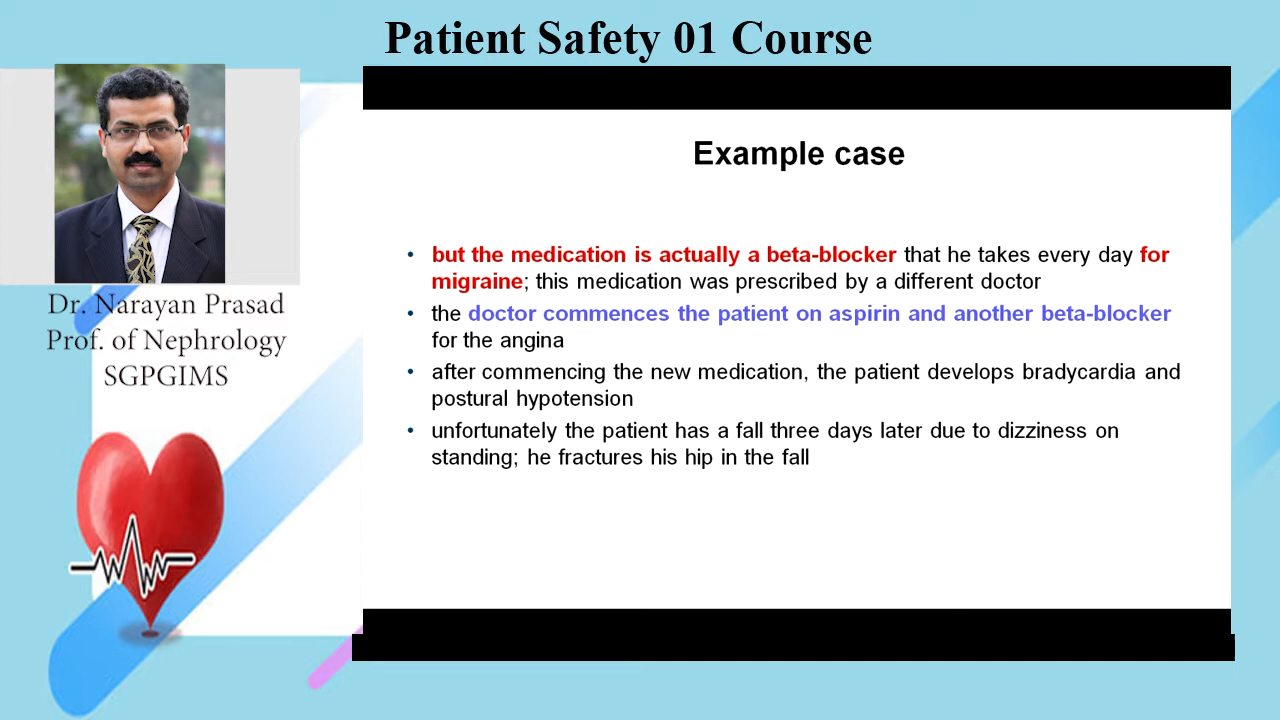 Patient Safety 01 Course
Dr. Narayan Prasad
Prof. of Nephrology
SGPGIMS
Example case
• but the medication is actually a beta-blocker that he takes every day for
migraine; this medication was prescribed by a different doctor
• the doctor commences the patient on aspirin and another beta-blocker
for the angina
• after commencing the new medication, the patient develops bradycardia and
postural hypotension
• unfortunately the patient has a fall three days later due to dizziness on
standing; he fractures his hip in the fall